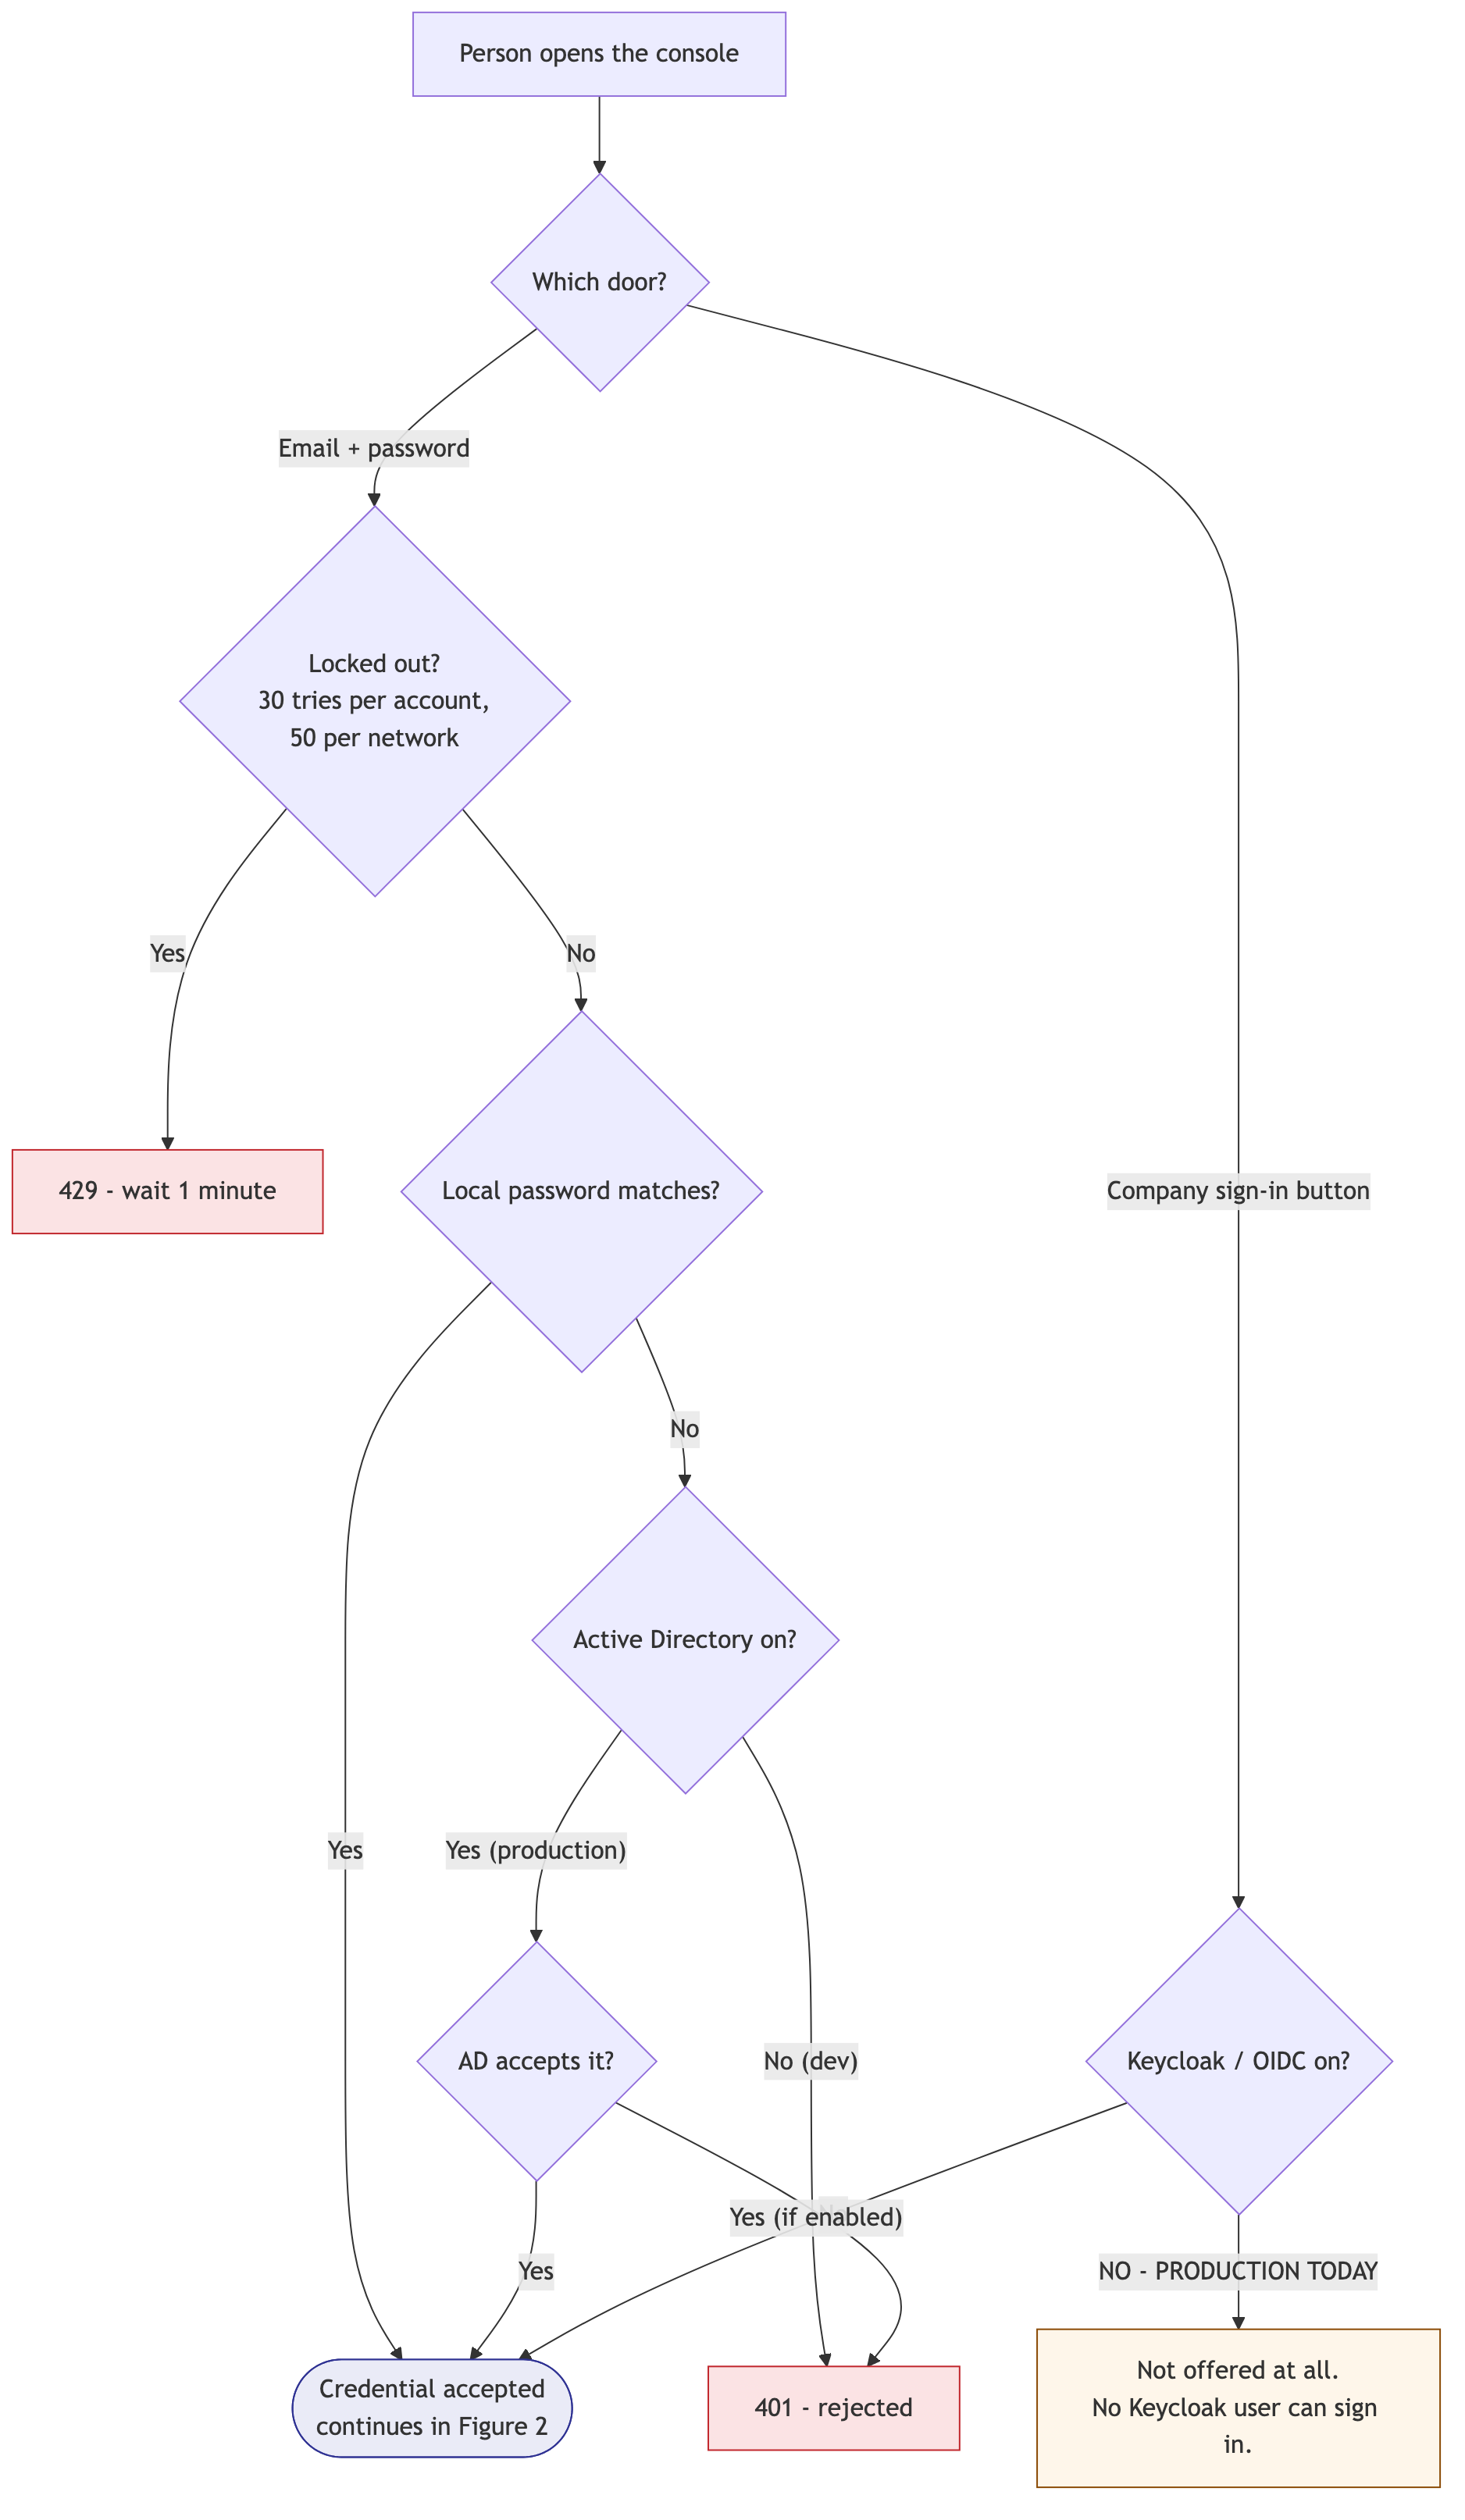 Person opens the console
Which door?
Email + password
Locked out?
30 tries per account,
50 per network
Yes
No
429 - wait 1 minute
Local password matches?
Company sign-in button
No
Active Directory on?
Yes
Yes (production)
AD accepts it?
No (dev)
Keycloak / OIDC on?
Yes (if enabled)
Yes
NO - PRODUCTION TODAY
Credential accepted
continues in Figure 2
401 - rejected
Not offered at all.
No Keycloak user can sign
in.